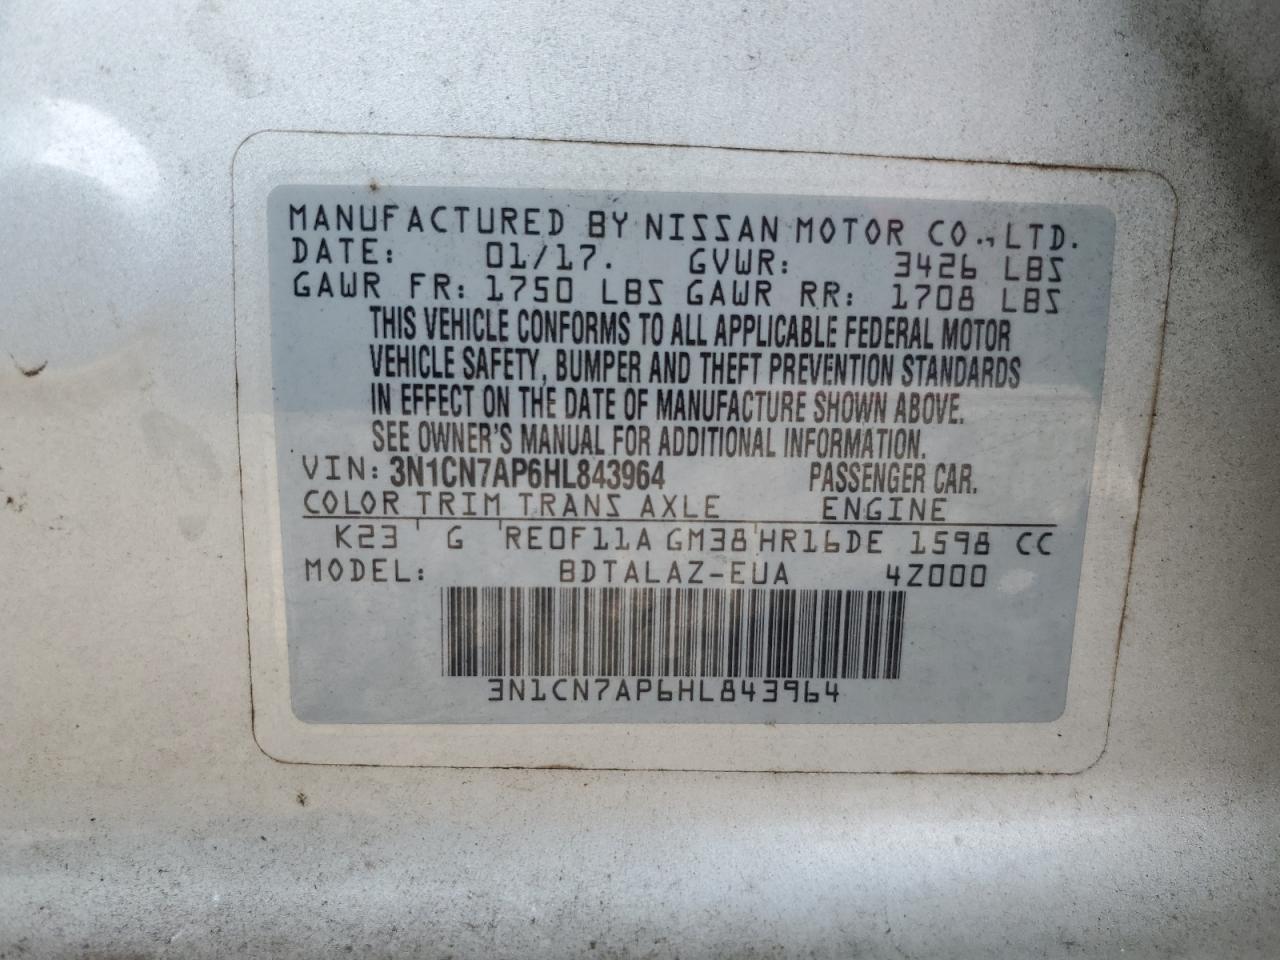 MANUFACTURED BY NISSAN MOTOR CO., LTD.
DATE: 01/17. GVWR: 3426 LBS
GAWR FR: 1750 LBS GAWR RR: 1708 LBS
THIS VEHICLE CONFORMS TO ALL APPLICABLE FEDERAL MOTOR
VEHICLE SAFETY, BUMPER AND THEFT PREVENTION STANDARDS
IN EFFECT ON THE DATE OF MANUFACTURE SHOWN ABOVE.
SEE OWNER'S MANUAL FOR ADDITIONAL INFORMATION.
VIN: 3N1CN7AP6HL843964 PASSENGER CAR.
COLOR TRIM TRANS AXLE ENGINE
K23 ' G ' RE0F11A GM38 ' HR16DE 1598 CC
MODEL: BDTALAZ-EUA 4Z000
3N1CN7AP6HL843964